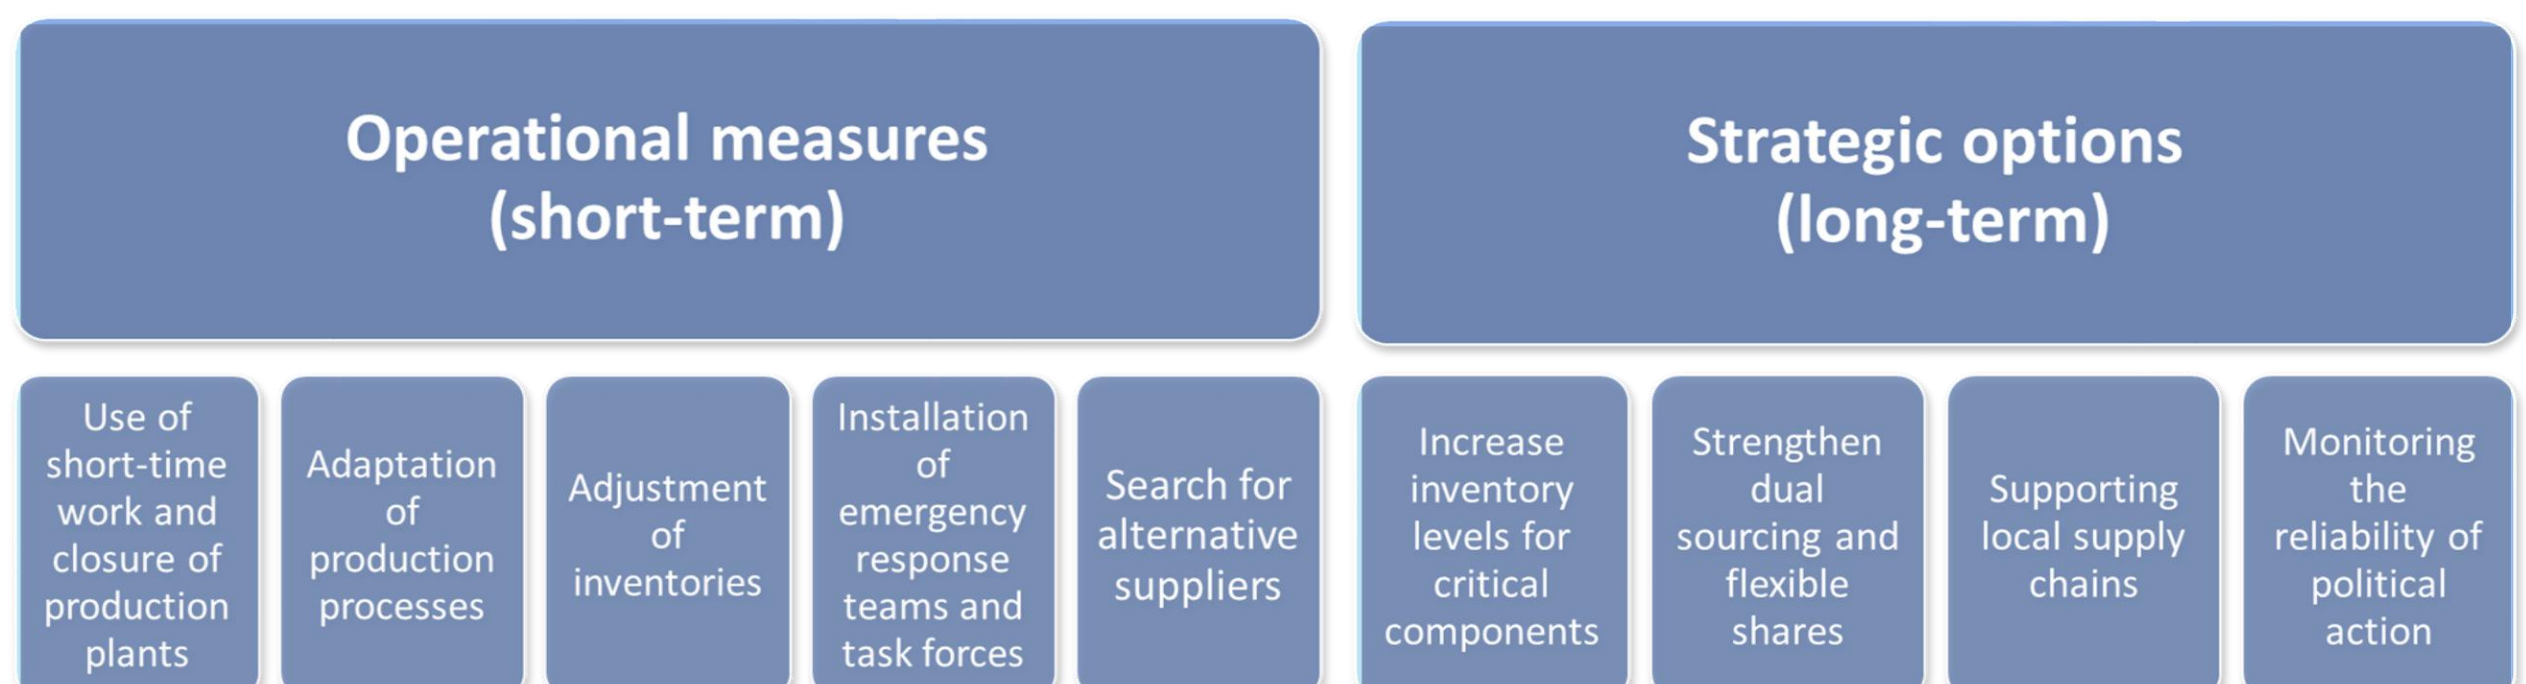 Operational measures
(short-term)
Strategic options
(long-term)
Use of
short-time
work and
closure of
production
plants
Adaptation
of
production
processes
Adjustment
of
inventories
Installation
of
emergency
response
teams and
task forces
Search for
alternative
suppliers
Increase
inventory
levels for
critical
components
Strengthen
dual
sourcing and
flexible
shares
Supporting
local supply
chains
Monitoring
the
reliability of
political
action